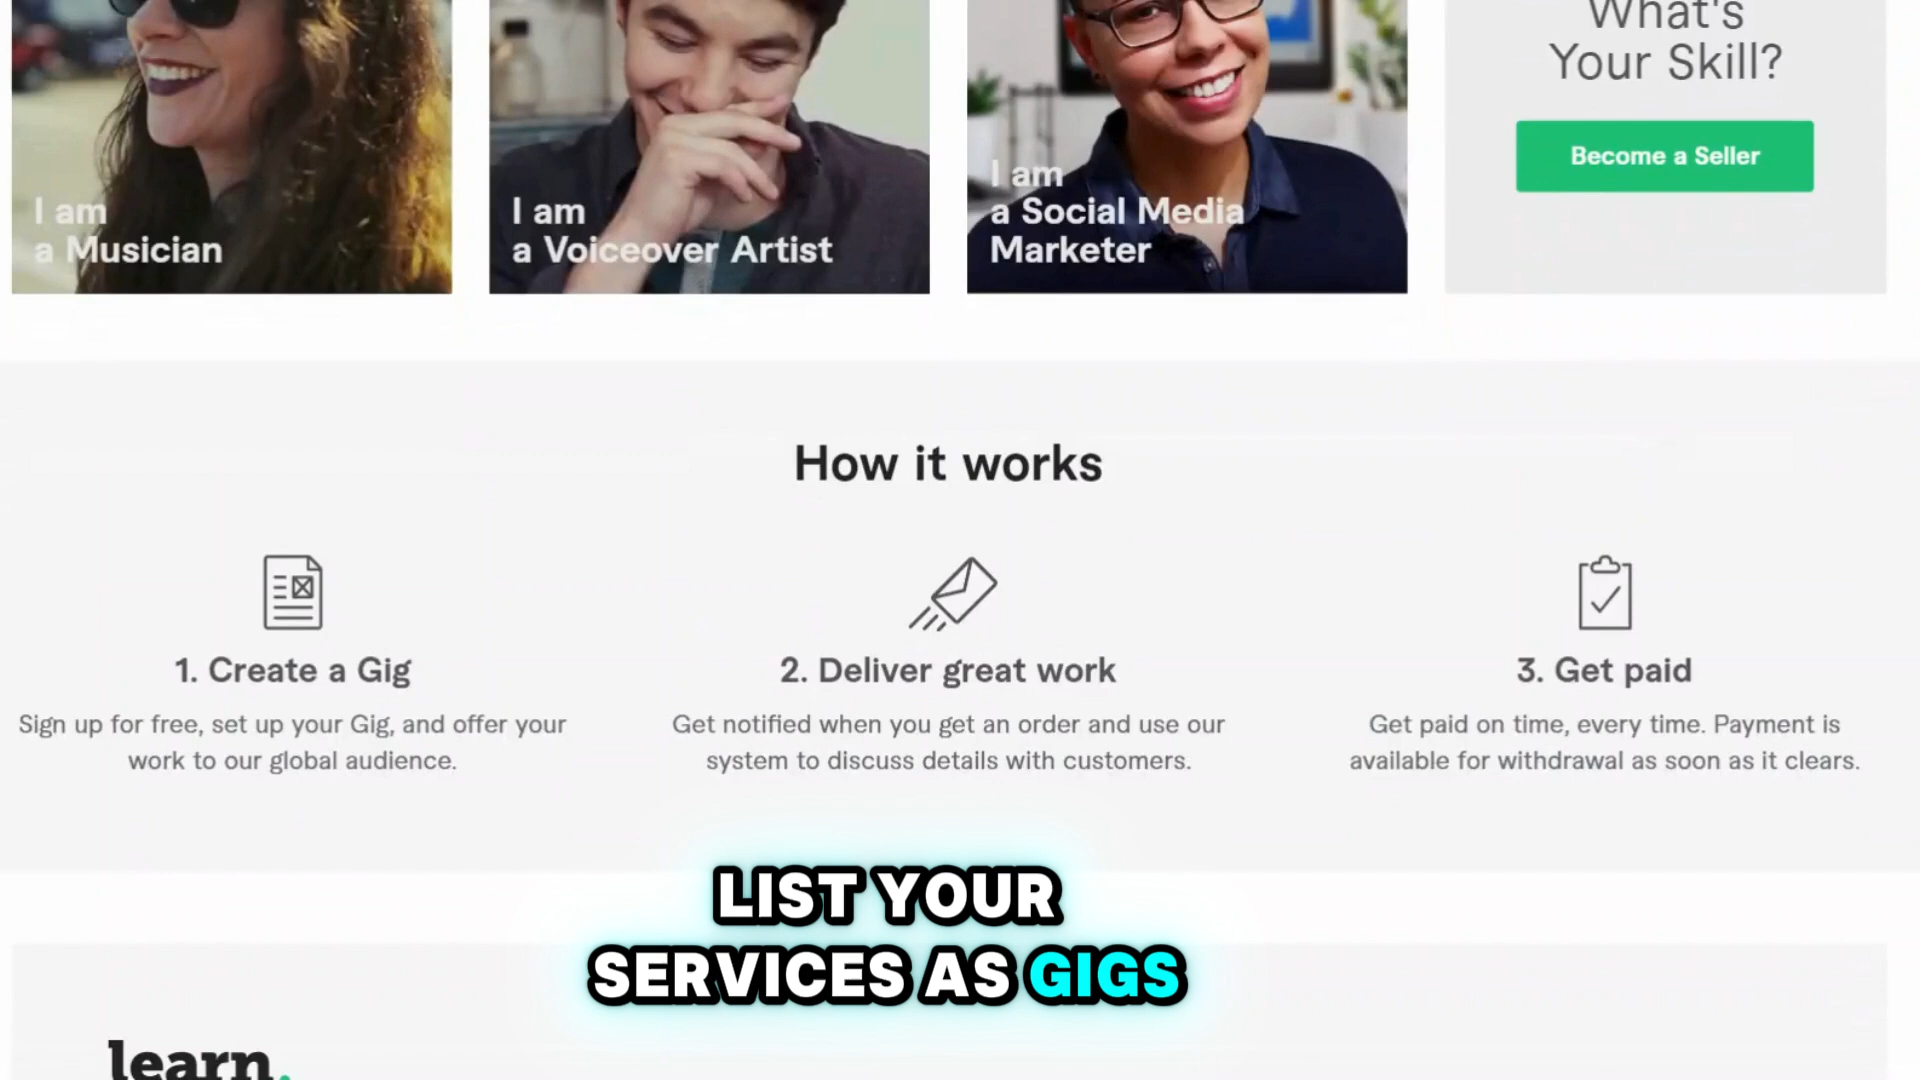 What's
Your Skill?
Become a Seller
I am
a Musician
I am
a Voiceover Artist
I am
a Social Media
Marketer
How it works
1. Create a Gig
Sign up for free, set up your Gig, and offer your
work to our global audience.
2. Deliver great work
Get notified when you get an order and use our
system to discuss details with customers.
3. Get paid
Get paid on time, every time. Payment is
available for withdrawal as soon as it clears.
LIST YOUR
SERVICES AS GIGS
learn.